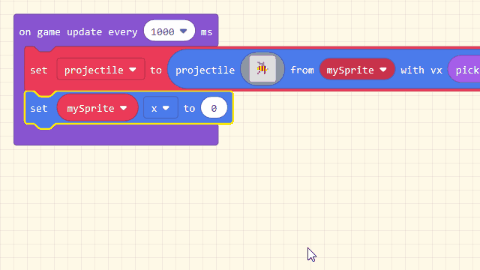 on game update every 1000 ms
set projectile to projectile from mySprite with vx pick
set mySprite x to 0